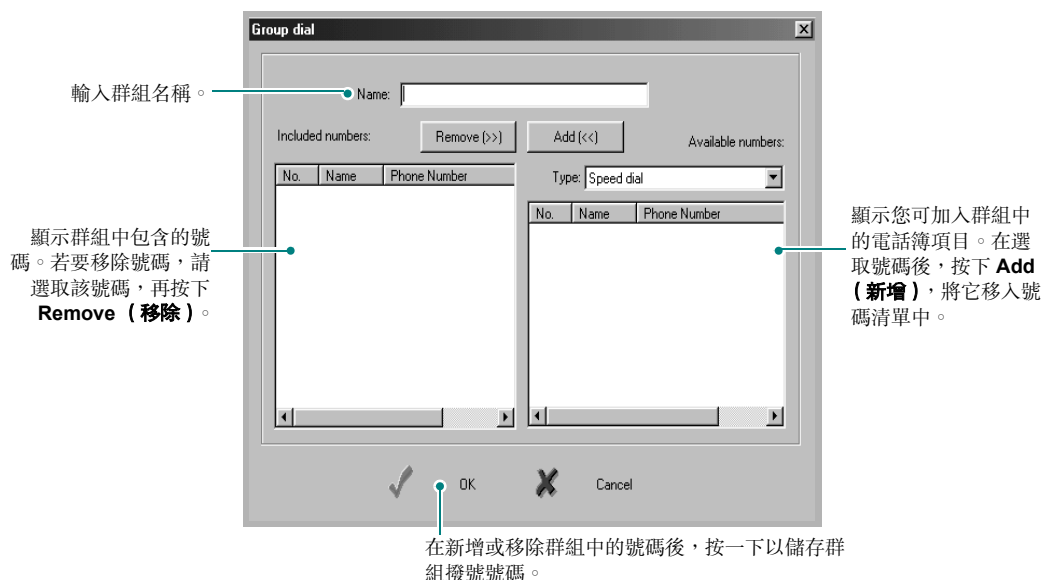 Group dial
輸入群組名稱。
Name:
Included numbers:
Remove (>>)
Add (<<)
Available numbers:
No. Name Phone Number
Type: Speed dial
No. Name Phone Number
顯示群組中包含的號
碼。若要移除號碼，請
選取該號碼，再按下
Remove （移除）。
顯示您可加入群組中
的電話簿項目。在選
取號碼後，按下 Add
（新增），將它移入號
碼清單中。
OK
Cancel
在新增或移除群組中的號碼後，按一下以儲存群
組撥號號碼。